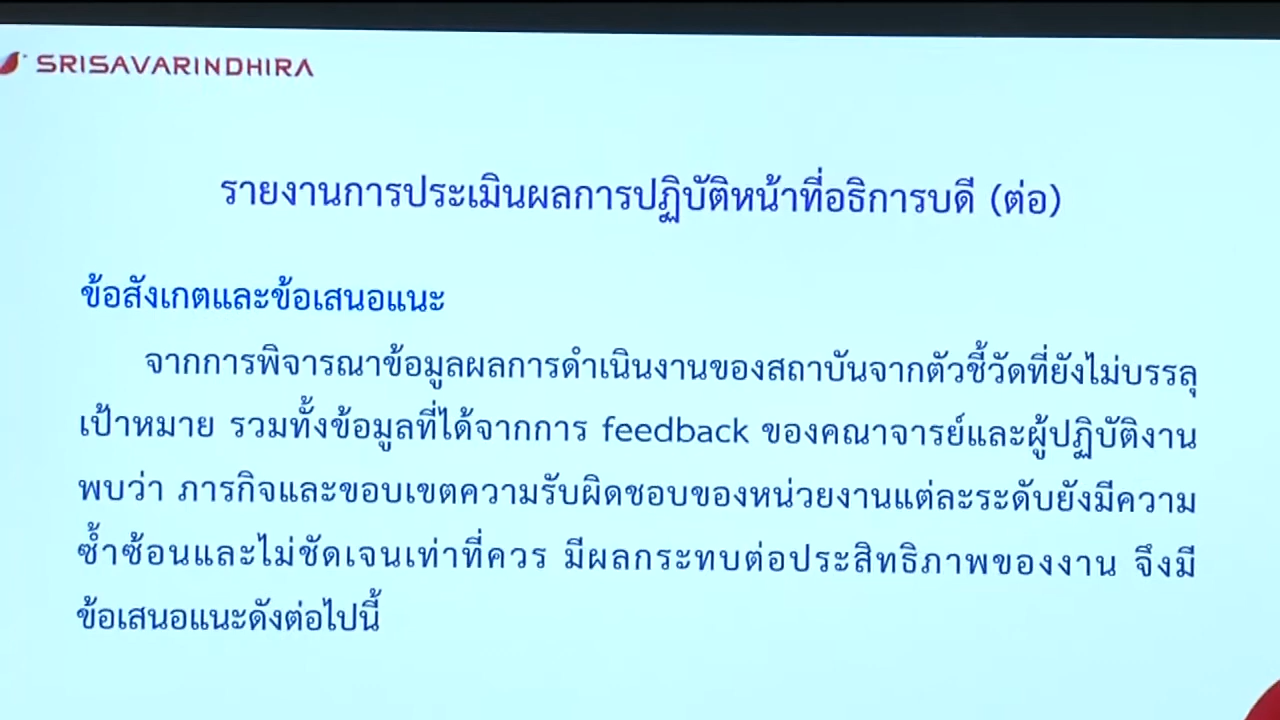 SRISAVARINDHIRA
รายงานการประเมินผลการปฏิบัติหน้าที่อธิการบดี (ต่อ)
ข้อสังเกตและข้อเสนอแนะ
จากการพิจารณาข้อมูลผลการดำเนินงานของสถาบันจากตัวชี้วัดที่ยังไม่บรรลุ
เป้าหมาย รวมทั้งข้อมูลที่ได้จากการ feedback ของคณาจารย์และผู้ปฏิบัติงาน
พบว่า ภารกิจและขอบเขตความรับผิดชอบของหน่วยงานแต่ละระดับยังมีความ
ซ้ำซ้อนและไม่ชัดเจนเท่าที่ควร มีผลกระทบต่อประสิทธิภาพของงาน จึงมี
ข้อเสนอแนะดังต่อไปนี้